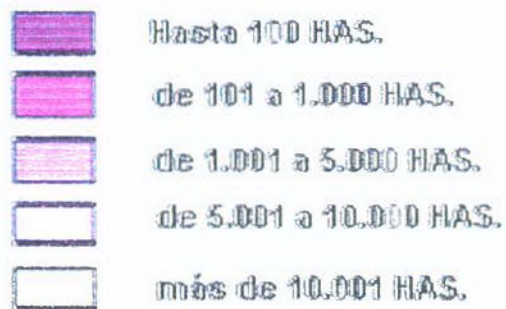 Hasta 100 HAS.
de 101 a 1.000 HAS.
de 1.001 a 5.000 HAS.
de 5.001 a 10.000 HAS.
más de 10.001 HAS.